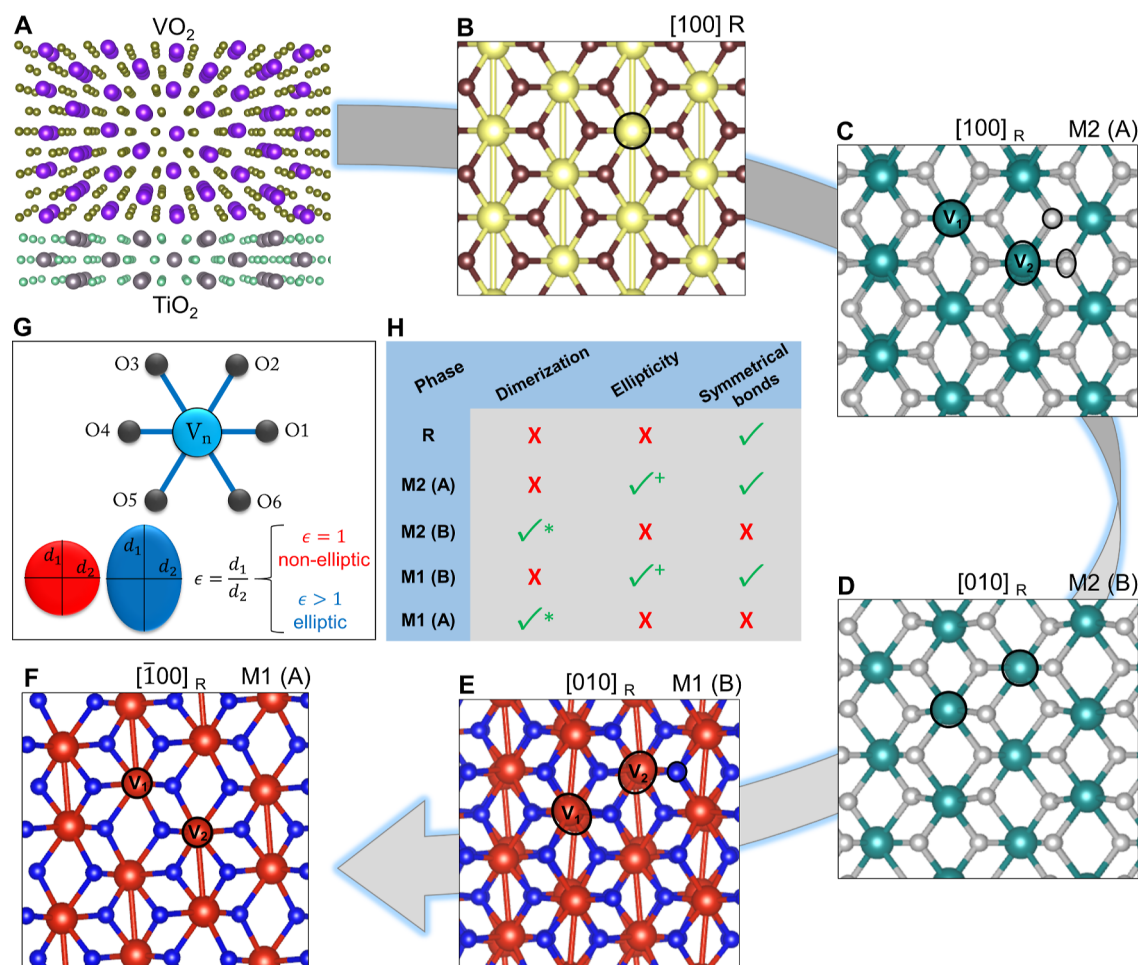 A
VO₂
TiO₂
B
[100] R
C
[100] R M2 (A)
V₁
V₂
G
O3
O2
O4
Vₙ
O1
O5
O6
d₁
d₂
d₁
d₂
ϵ = d₁/d₂
ϵ = 1
non-elliptic
ϵ > 1
elliptic
H
Phase Dimerization Ellipticity Symmetrical bonds
R X X ✓
M2 (A) X ✓+ ✓
M2 (B) ✓* X X
M1 (B) X ✓+ ✓
M1 (A) ✓* X X
D
[010] R M2 (B)
F
[1̄00] R M1 (A)
V₁
V₂
E
[010] R M1 (B)
V₂
V₁